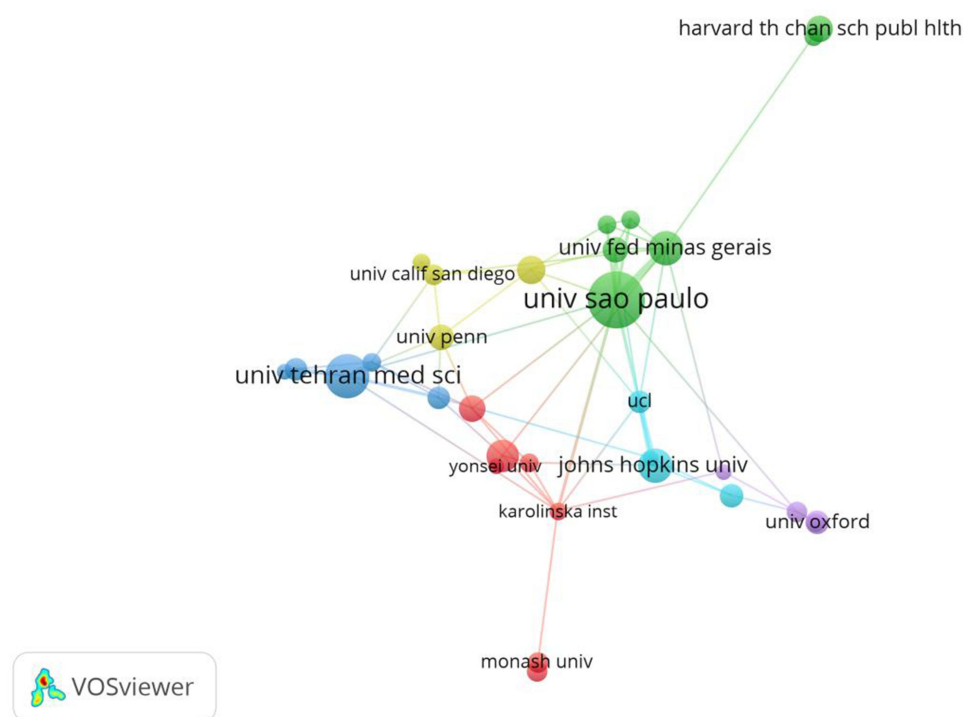 harvard th chan sch publ hlth
univ fed minas gerais
univ calif san diego
univ sao paulo
univ penn
univ tehran med sci
ucl
yonsei univ
johns hopkins univ
karolinska inst
univ oxford
monash univ
VOSviewer